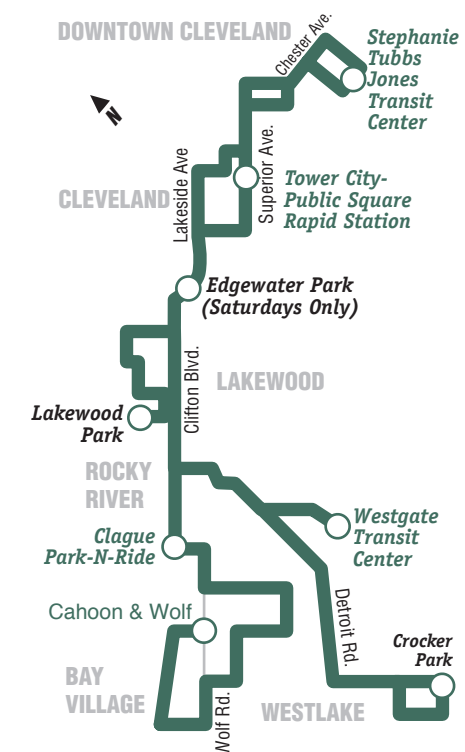 DOWNTOWN CLEVELAND
Chester Ave.
Stephanie
Tubbs
Jones
Transit
Center
N
Lakeside Ave
Superior Ave.
CLEVELAND
Tower City-
Public Square
Rapid Station
Edgewater Park
(Saturdays Only)
Clifton Blvd.
LAKEWOOD
Lakewood
Park
ROCKY
RIVER
Westgate
Transit
Center
Clague
Park-N-Ride
Cahoon & Wolf
Detroit Rd.
Crocker
Park
BAY
VILLAGE
Wolf Rd.
WESTLAKE